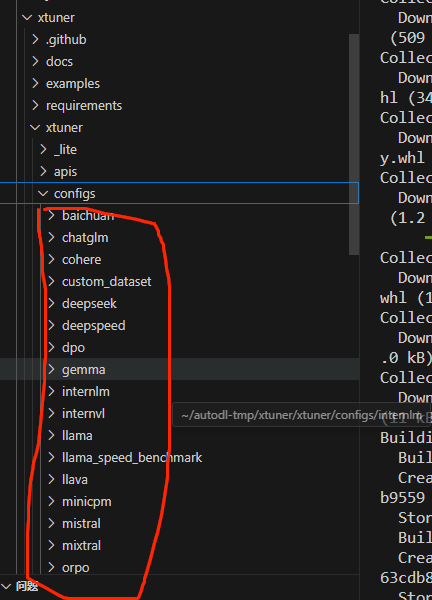 xtuner
.github
docs
examples
requirements
xtuner
_lite
apis
configs
baichuan
chatglm
cohere
custom_dataset
deepseek
deepspeed
dpo
gemma
internlm
internvl
~/autodl-tmp/xtuner/xtuner/configs/internlm
llama
llama_speed_benchmark
llava
minicpm
mistral
mixtral
orpo
问题
Down
(509
Collec
Down
hl (34
Collec
Down
y.whl
Collec
Down
(1.2
Collec
Down
whl (1
Collec
Down
.0 kB)
Collec
Down
Buildi
Buil
Crea
b9559
Stor
Buil
Crea
63cdb8
Stor